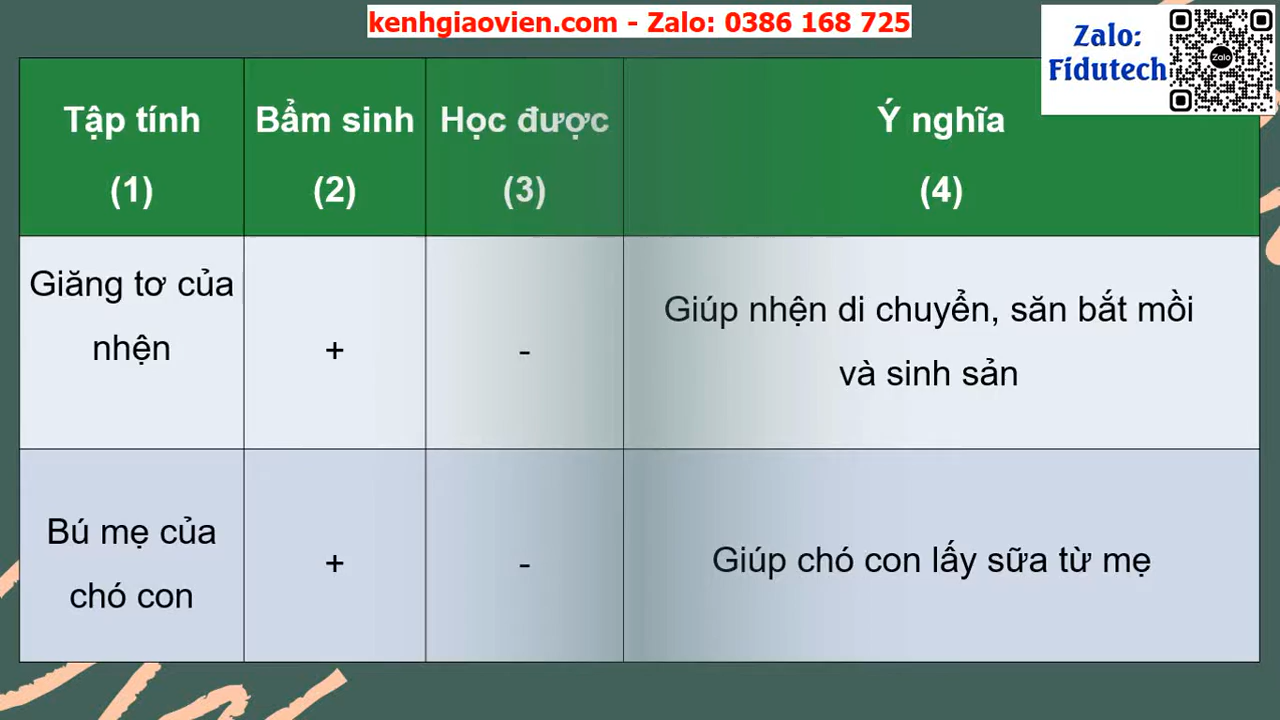 kenhgiaovien.com - Zalo: 0386 168 725
Zalo:
Fidutech
Zalo
Tập tính
(1)
Bẩm sinh
(2)
Học được
(3)
Ý nghĩa
(4)
Giăng tơ của
nhện
+
-
Giúp nhện di chuyển, săn bắt mồi
và sinh sản
Bú mẹ của
chó con
+
-
Giúp chó con lấy sữa từ mẹ